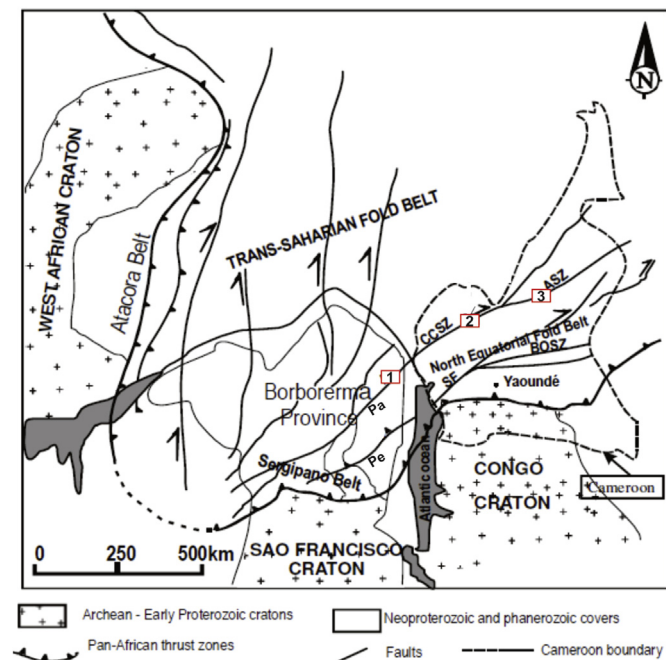 N
WEST AFRICAN CRATON
Atacora Belt
TRANS-SAHARIAN FOLD BELT
CCSZ
2
3
ASZ
North Equatorial Fold Belt
BOSZ
SF
Yaoundé
1
Borborerma
Province
Pa
Pe
Sergipano Belt
Atlantic ocean
CONGO
CRATON
Cameroon
0 250 500km
SAO FRANCISCO
CRATON
Archean - Early Proterozoic cratons
Neoproterozoic and phanerozoic covers
Pan-African thrust zones
Faults
Cameroon boundary